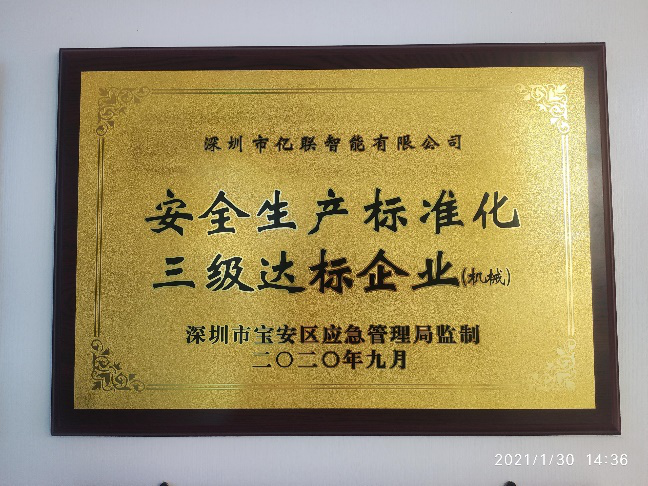 深圳市亿联智能有限公司
安全生产标准化
三级达标企业(机械)
深圳市宝安区应急管理局监制
二〇二〇年九月
2021/1/30 14:36